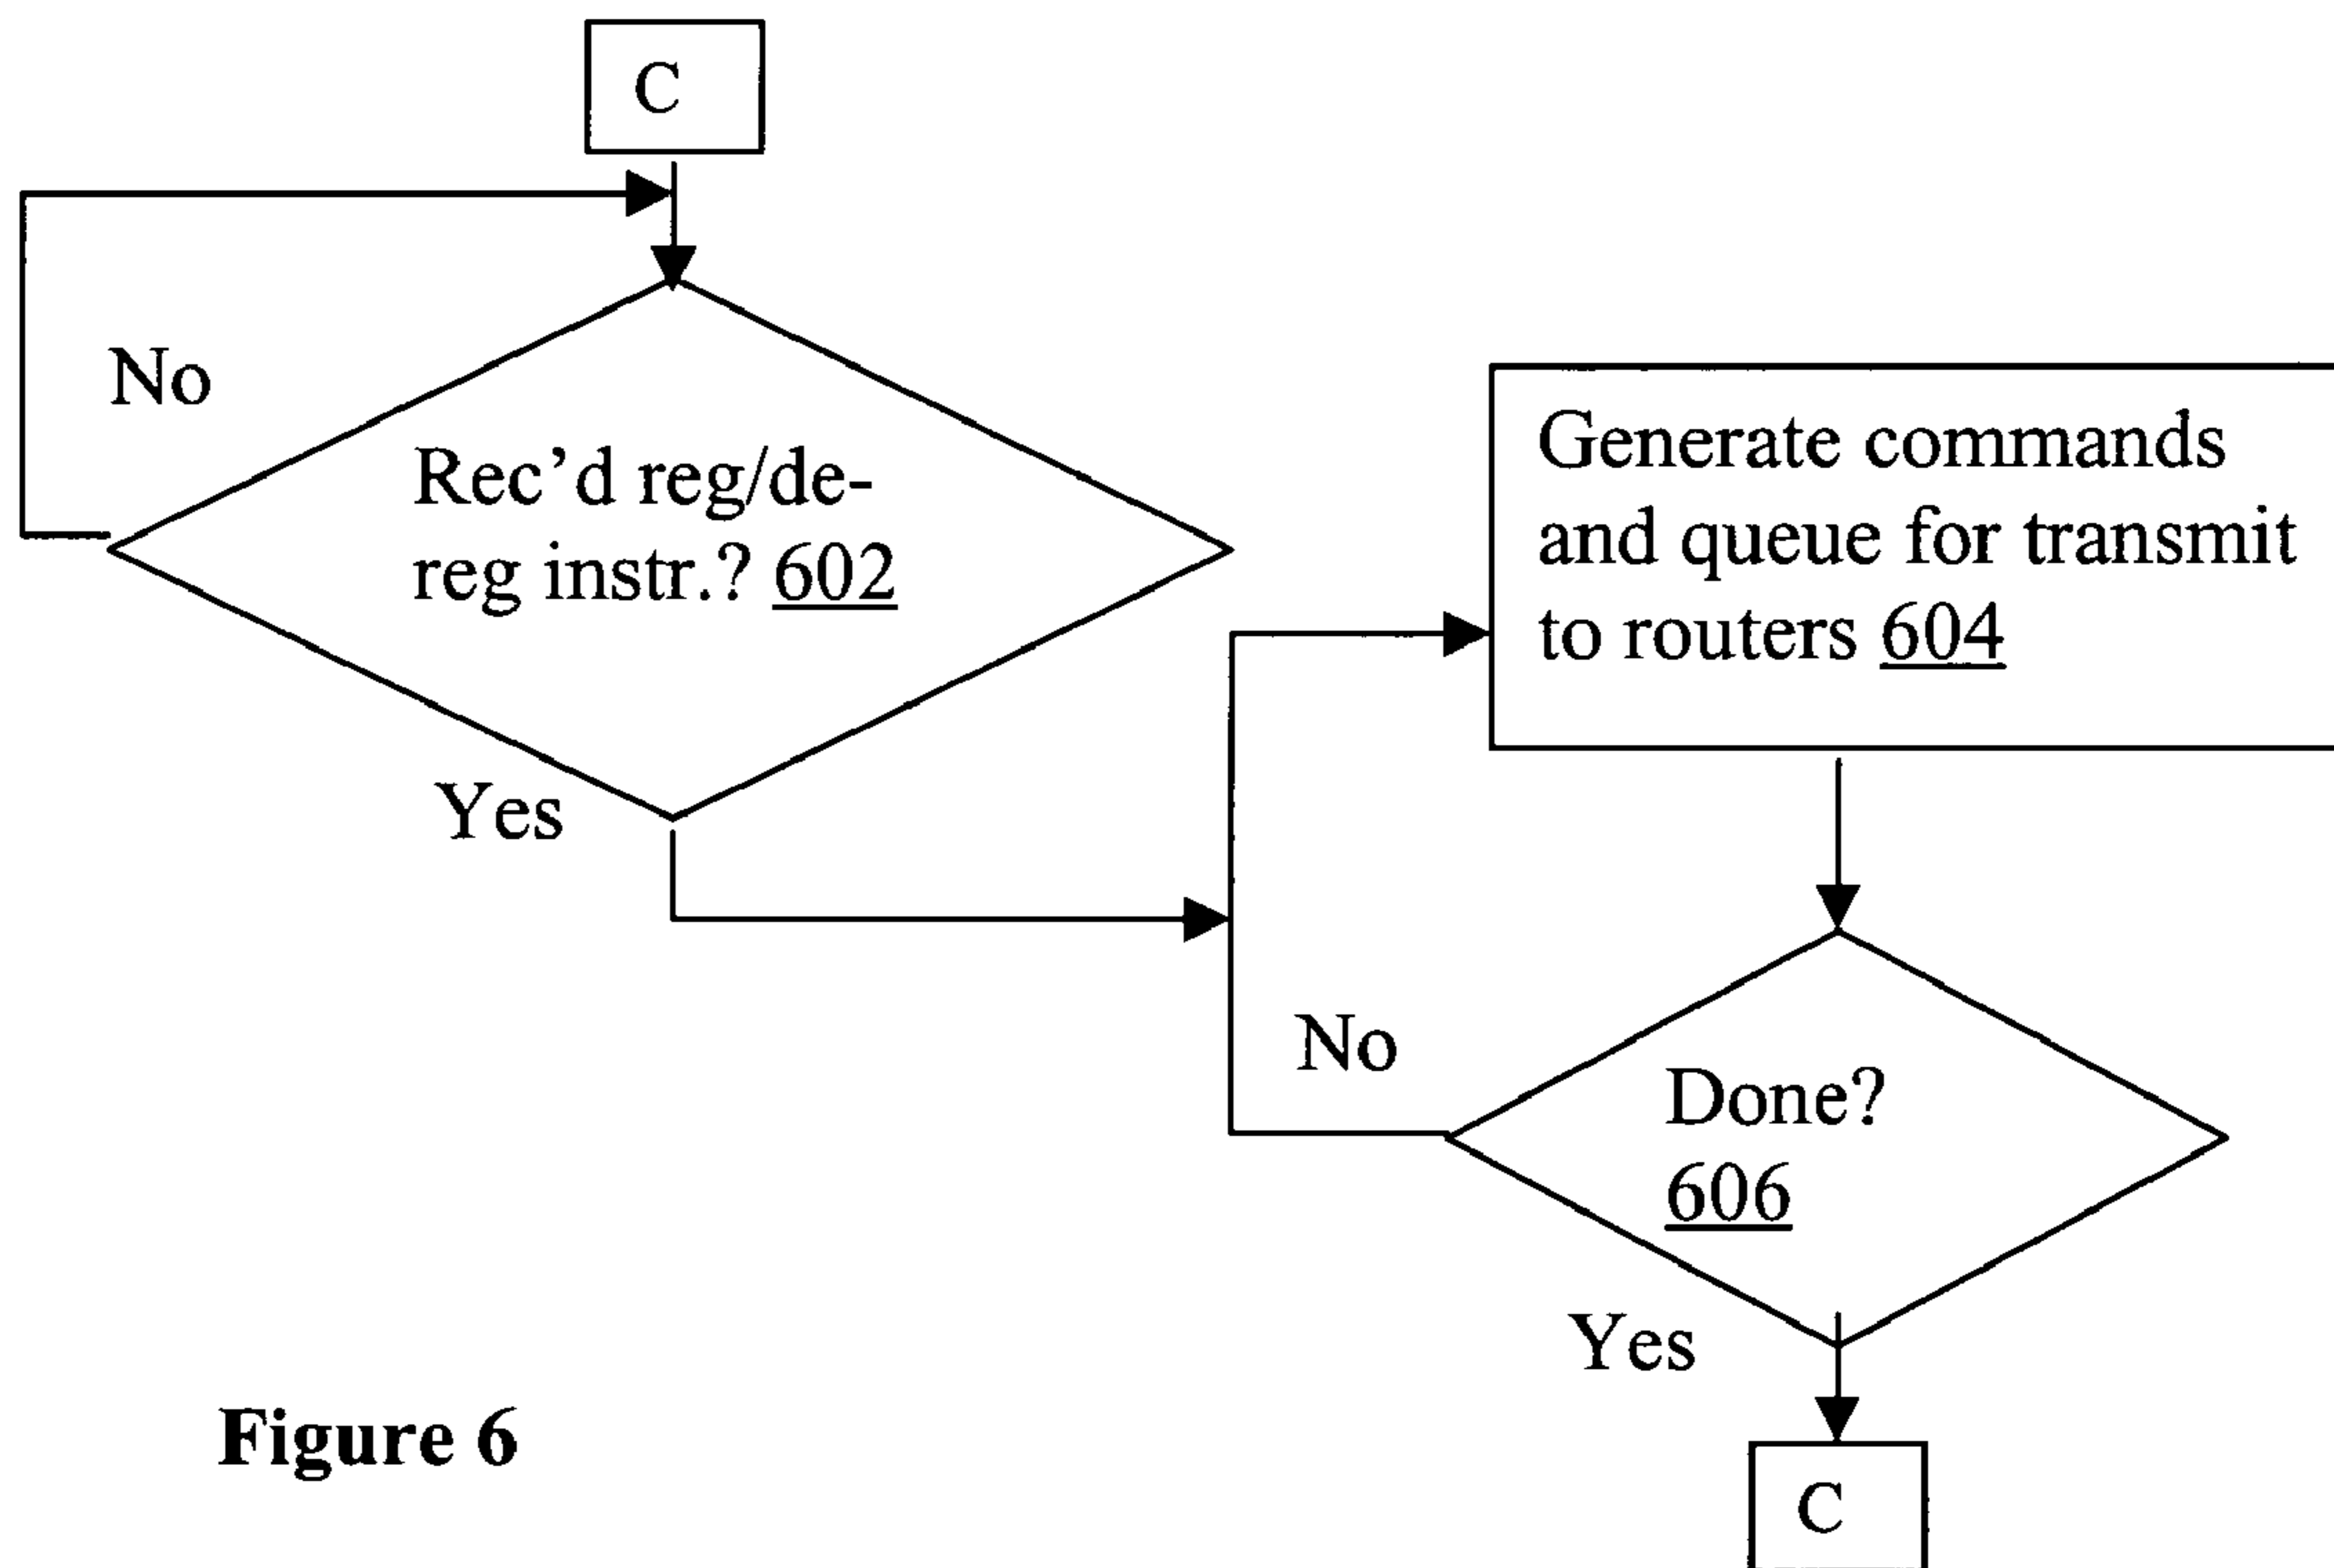 C
No
Rec’d reg/de-
reg instr.? 602
Yes
Generate commands
and queue for transmit
to routers 604
No
Done?
606
Yes
C
Figure 6